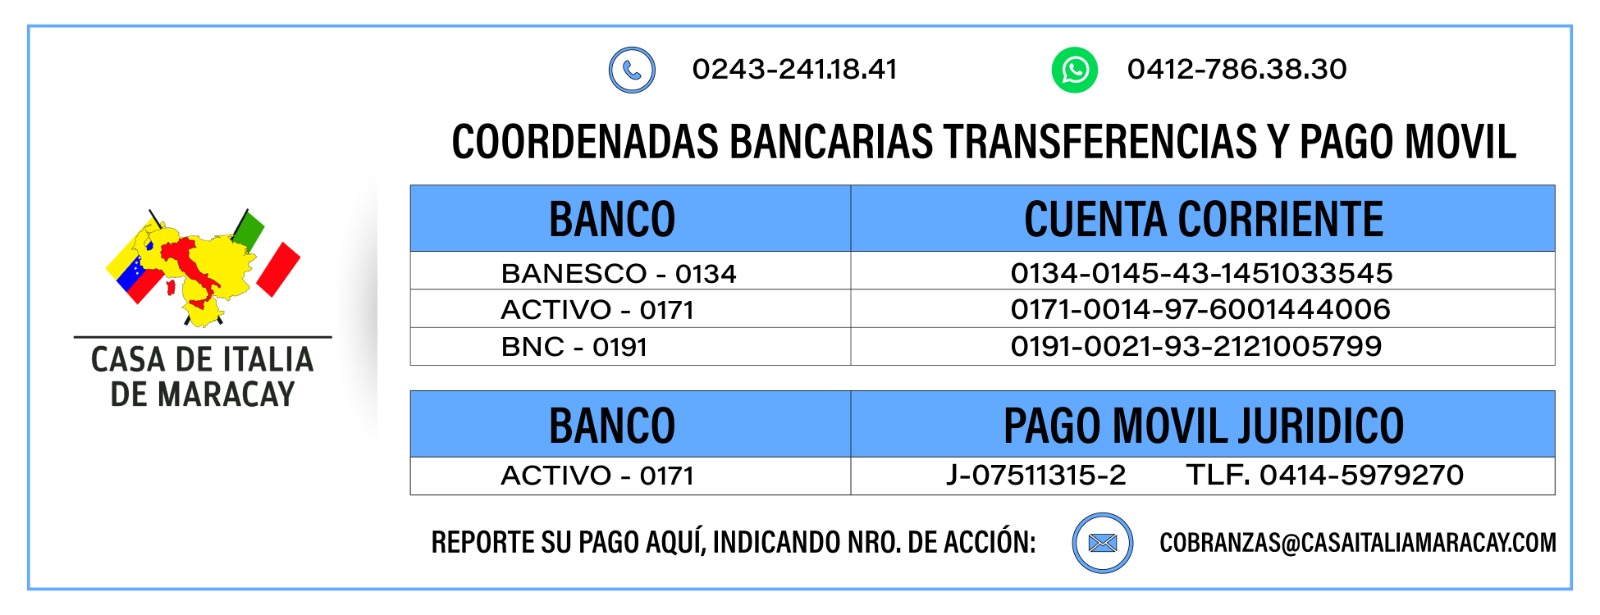 0243-241.18.41 0412-786.38.30
COORDENADAS BANCARIAS TRANSFERENCIAS Y PAGO MOVIL
BANCO CUENTA CORRIENTE
BANESCO - 0134 0134-0145-43-1451033545
ACTIVO - 0171 0171-0014-97-6001444006
BNC - 0191 0191-0021-93-2121005799
CASA DE ITALIA
DE MARACAY
BANCO PAGO MOVIL JURIDICO
ACTIVO - 0171 J-07511315-2 TLF. 0414-5979270
REPORTE SU PAGO AQUÍ, INDICANDO NRO. DE ACCIÓN: COBRANZAS@CASAITALIAMARACAY.COM